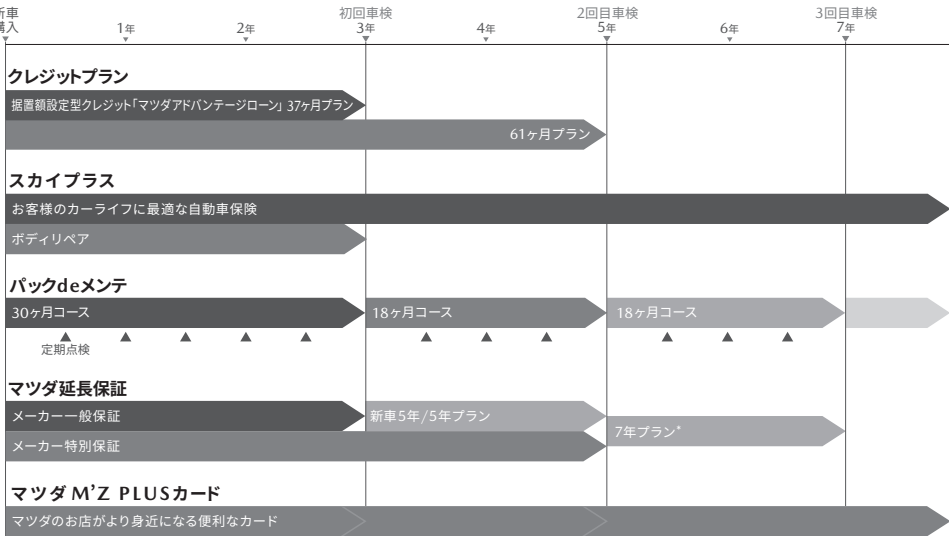 新車 初回車検 2回目車検 3回目車検
購入 1年 2年 3年 4年 5年 6年 7年
クレジットプラン
据置額設定型クレジット「マツダアドバンテージローン」 37ヶ月プラン
61ヶ月プラン
スカイプラス
お客様のカーライフに最適な自動車保険
ボディリペア
パックdeメンテ
30ヶ月コース 18ヶ月コース 18ヶ月コース
定期点検
マツダ延長保証
メーカー一般保証 新車5年/5年プラン
7年プラン*
メーカー特別保証
マツダ M'Z PLUSカード
マツダのお店がより身近になる便利なカード